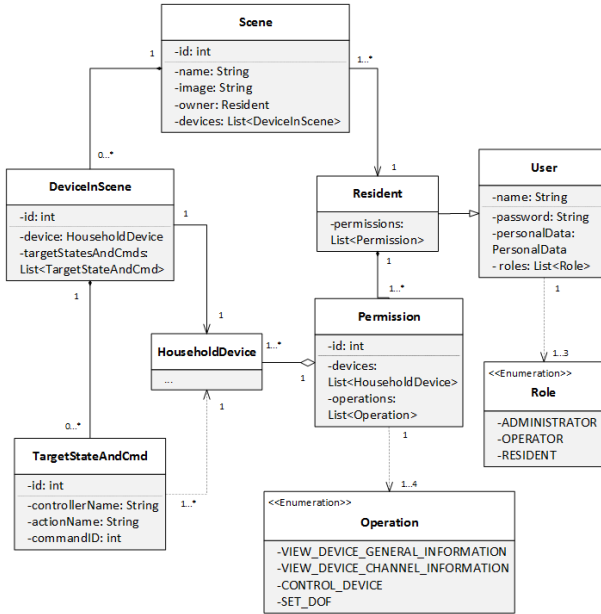 Scene
-id: int
-name: String
-image: String
-owner: Resident
-devices: List<DeviceInScene>
1
1..*
0...*
1
DeviceInScene
-id: int
-device: HouseholdDevice
-targetStatesAndCmds:
List<TargetStateAndCmd>
1
1
1
Resident
-permissions:
List<Permission>
1
1..*
User
-name: String
-password: String
-personalData:
PersonalData
- roles: List<Role>
1
1..3
HouseholdDevice
...
1...*
1
1
Permission
-id: int
-devices:
List<HouseholdDevice>
-operations:
List<Operation>
1
1...4
<<Enumeration>>
Role
-ADMINISTRATOR
-OPERATOR
-RESIDENT
0...*
TargetStateAndCmd
-id: int
-controllerName: String
-actionName: String
-commandID: int
1...*
<<Enumeration>>
Operation
-VIEW_DEVICE_GENERAL_INFORMATION
-VIEW_DEVICE_CHANNEL_INFORMATION
-CONTROL_DEVICE
-SET_DOF